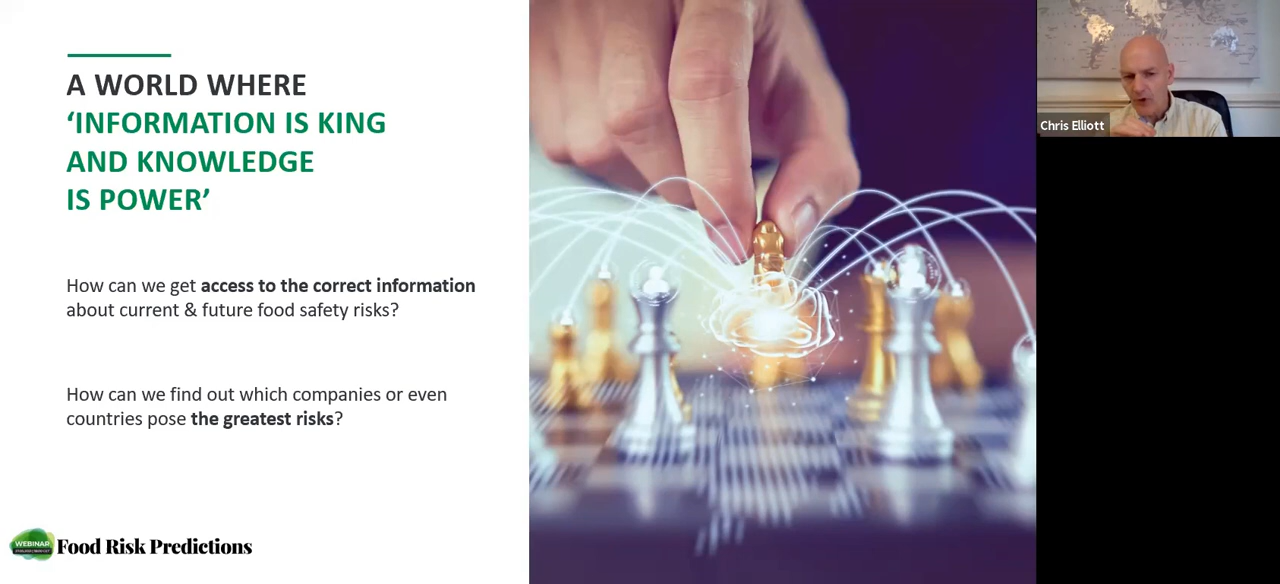 A WORLD WHERE
‘INFORMATION IS KING
AND KNOWLEDGE
IS POWER’
How can we get access to the correct information
about current & future food safety risks?
How can we find out which companies or even
countries pose the greatest risks?
WEBINAR
Food Risk Predictions
Chris Elliott